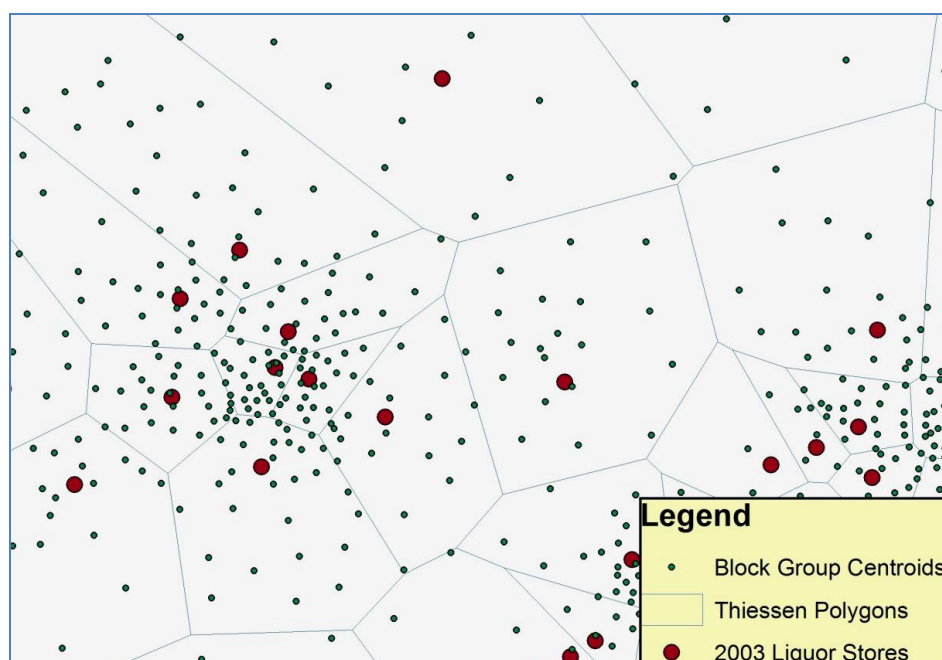 Legend
Block Group Centroids
Thiessen Polygons
2003 Liquor Stores